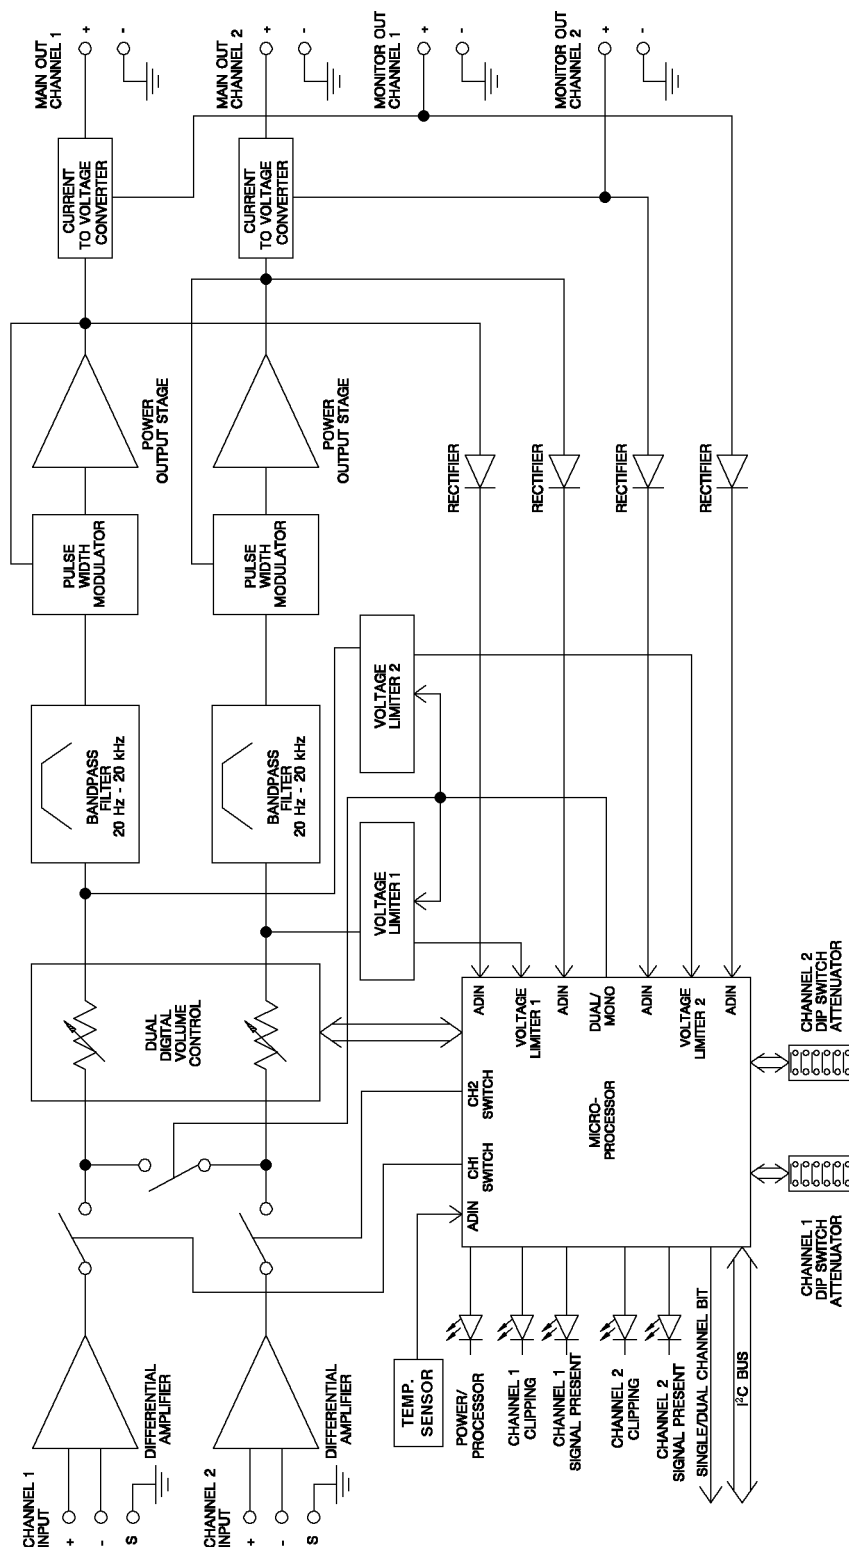 CHANNEL 1
INPUT
+
-
S
DIFFERENTIAL
AMPLIFIER
CHANNEL 2
INPUT
+
-
S
DIFFERENTIAL
AMPLIFIER
DUAL
DIGITAL
VOLUME
CONTROL
BANDPASS
FILTER
20 Hz - 20 kHz
BANDPASS
FILTER
20 Hz - 20 kHz
PULSE
WIDTH
MODULATOR
PULSE
WIDTH
MODULATOR
POWER
OUTPUT STAGE
POWER
OUTPUT STAGE
CURRENT
TO VOLTAGE
CONVERTER
CURRENT
TO VOLTAGE
CONVERTER
MAIN OUT
CHANNEL 1
+
-
MAIN OUT
CHANNEL 2
+
-
MONITOR OUT
CHANNEL 1
+
-
MONITOR OUT
CHANNEL 2
+
-
VOLTAGE
LIMITER 1
VOLTAGE
LIMITER 2
RECTIFIER
RECTIFIER
RECTIFIER
RECTIFIER
TEMP.
SENSOR
ADIN
CH1
SWITCH
CH2
SWITCH
MICRO-
PROCESSOR
ADIN
VOLTAGE
LIMITER 1
ADIN
DUAL/
MONO
ADIN
VOLTAGE
LIMITER 2
ADIN
POWER/
PROCESSOR
CHANNEL 1
CLIPPING
CHANNEL 1
SIGNAL PRESENT
CHANNEL 2
CLIPPING
CHANNEL 2
SIGNAL PRESENT
SINGLE/DUAL CHANNEL BIT
I²C BUS
CHANNEL 1
DIP SWITCH
ATTENUATOR
CHANNEL 2
DIP SWITCH
ATTENUATOR